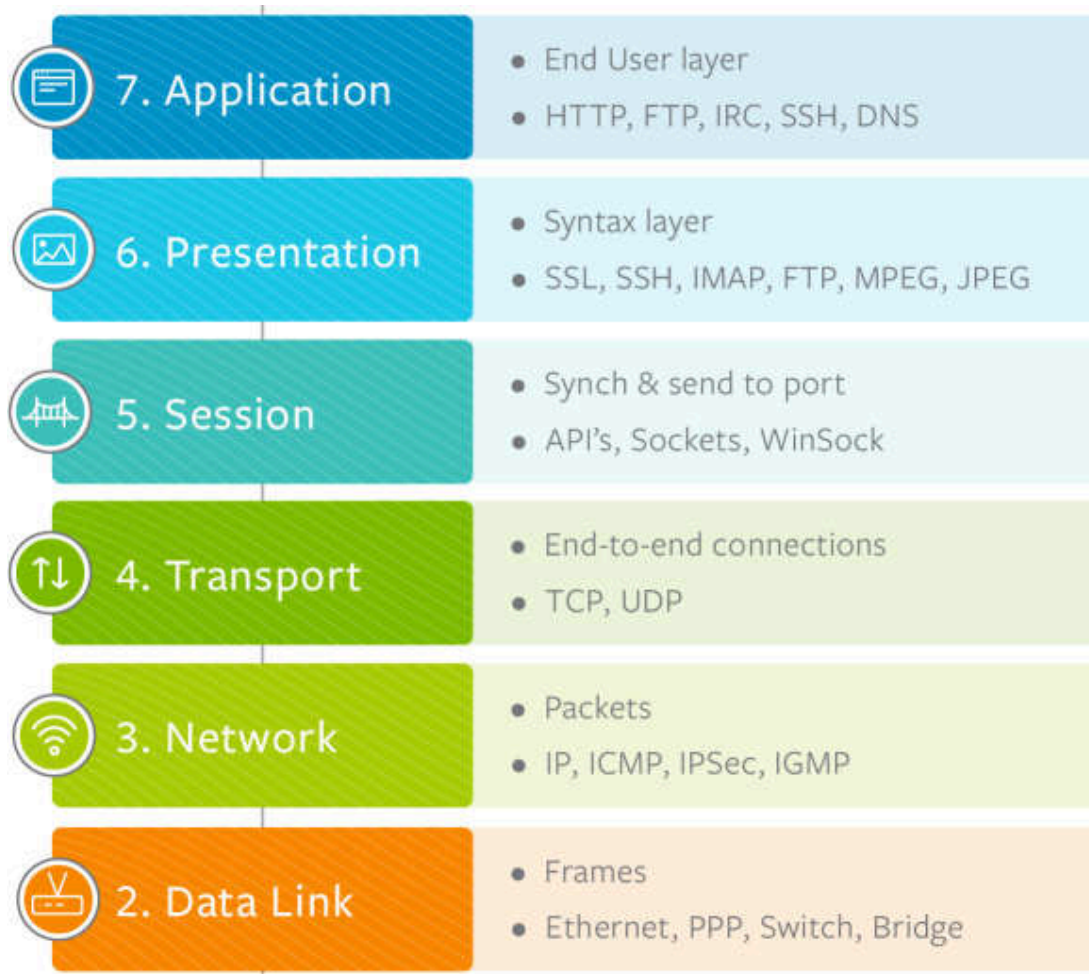 7. Application
• End User layer
• HTTP, FTP, IRC, SSH, DNS
6. Presentation
• Syntax layer
• SSL, SSH, IMAP, FTP, MPEG, JPEG
5. Session
• Synch & send to port
• API's, Sockets, WinSock
4. Transport
• End-to-end connections
• TCP, UDP
3. Network
• Packets
• IP, ICMP, IPSec, IGMP
2. Data Link
• Frames
• Ethernet, PPP, Switch, Bridge